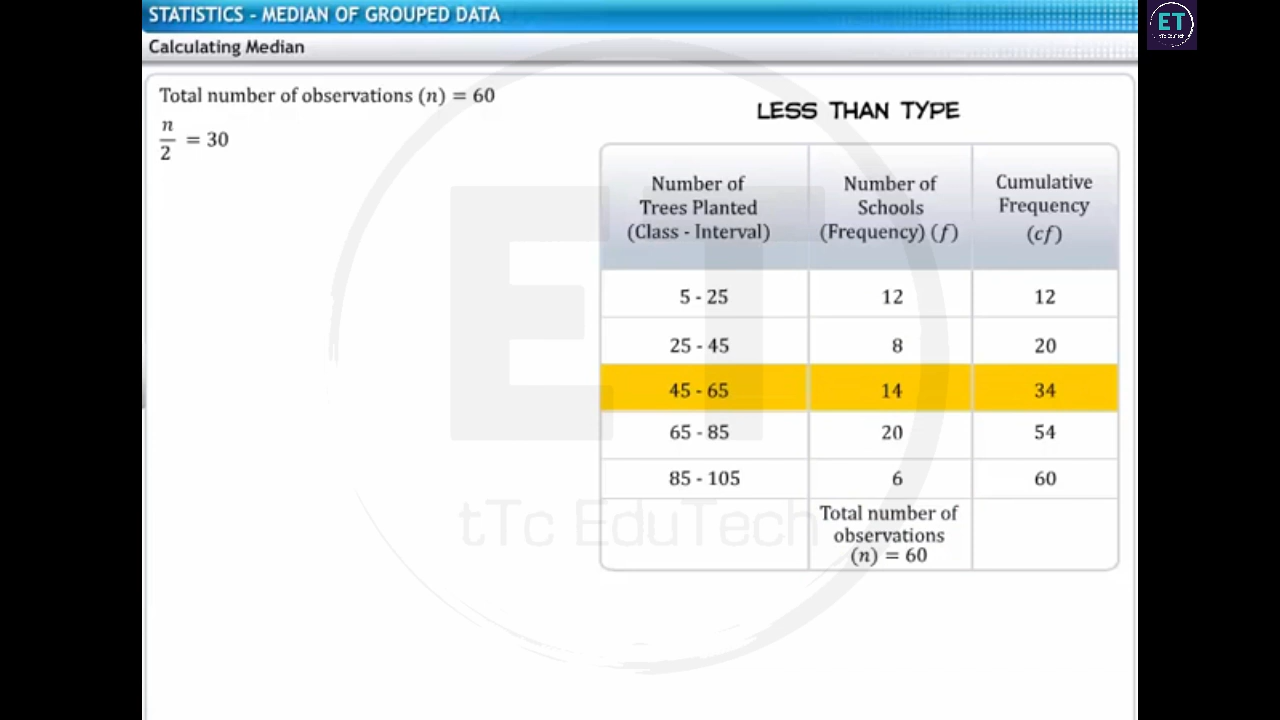 STATISTICS - MEDIAN OF GROUPED DATA
ET
Calculating Median
Total number of observations (n) = 60
n
2
= 30
LESS THAN TYPE
Number of Trees Planted (Class - Interval)
Number of Schools (Frequency) (f)
Cumulative Frequency (cf)
5 - 25 12 12
25 - 45 8 20
45 - 65 14 34
65 - 85 20 54
85 - 105 6 60
Total number of
observations
(n) = 60
ET
tTc EduTech